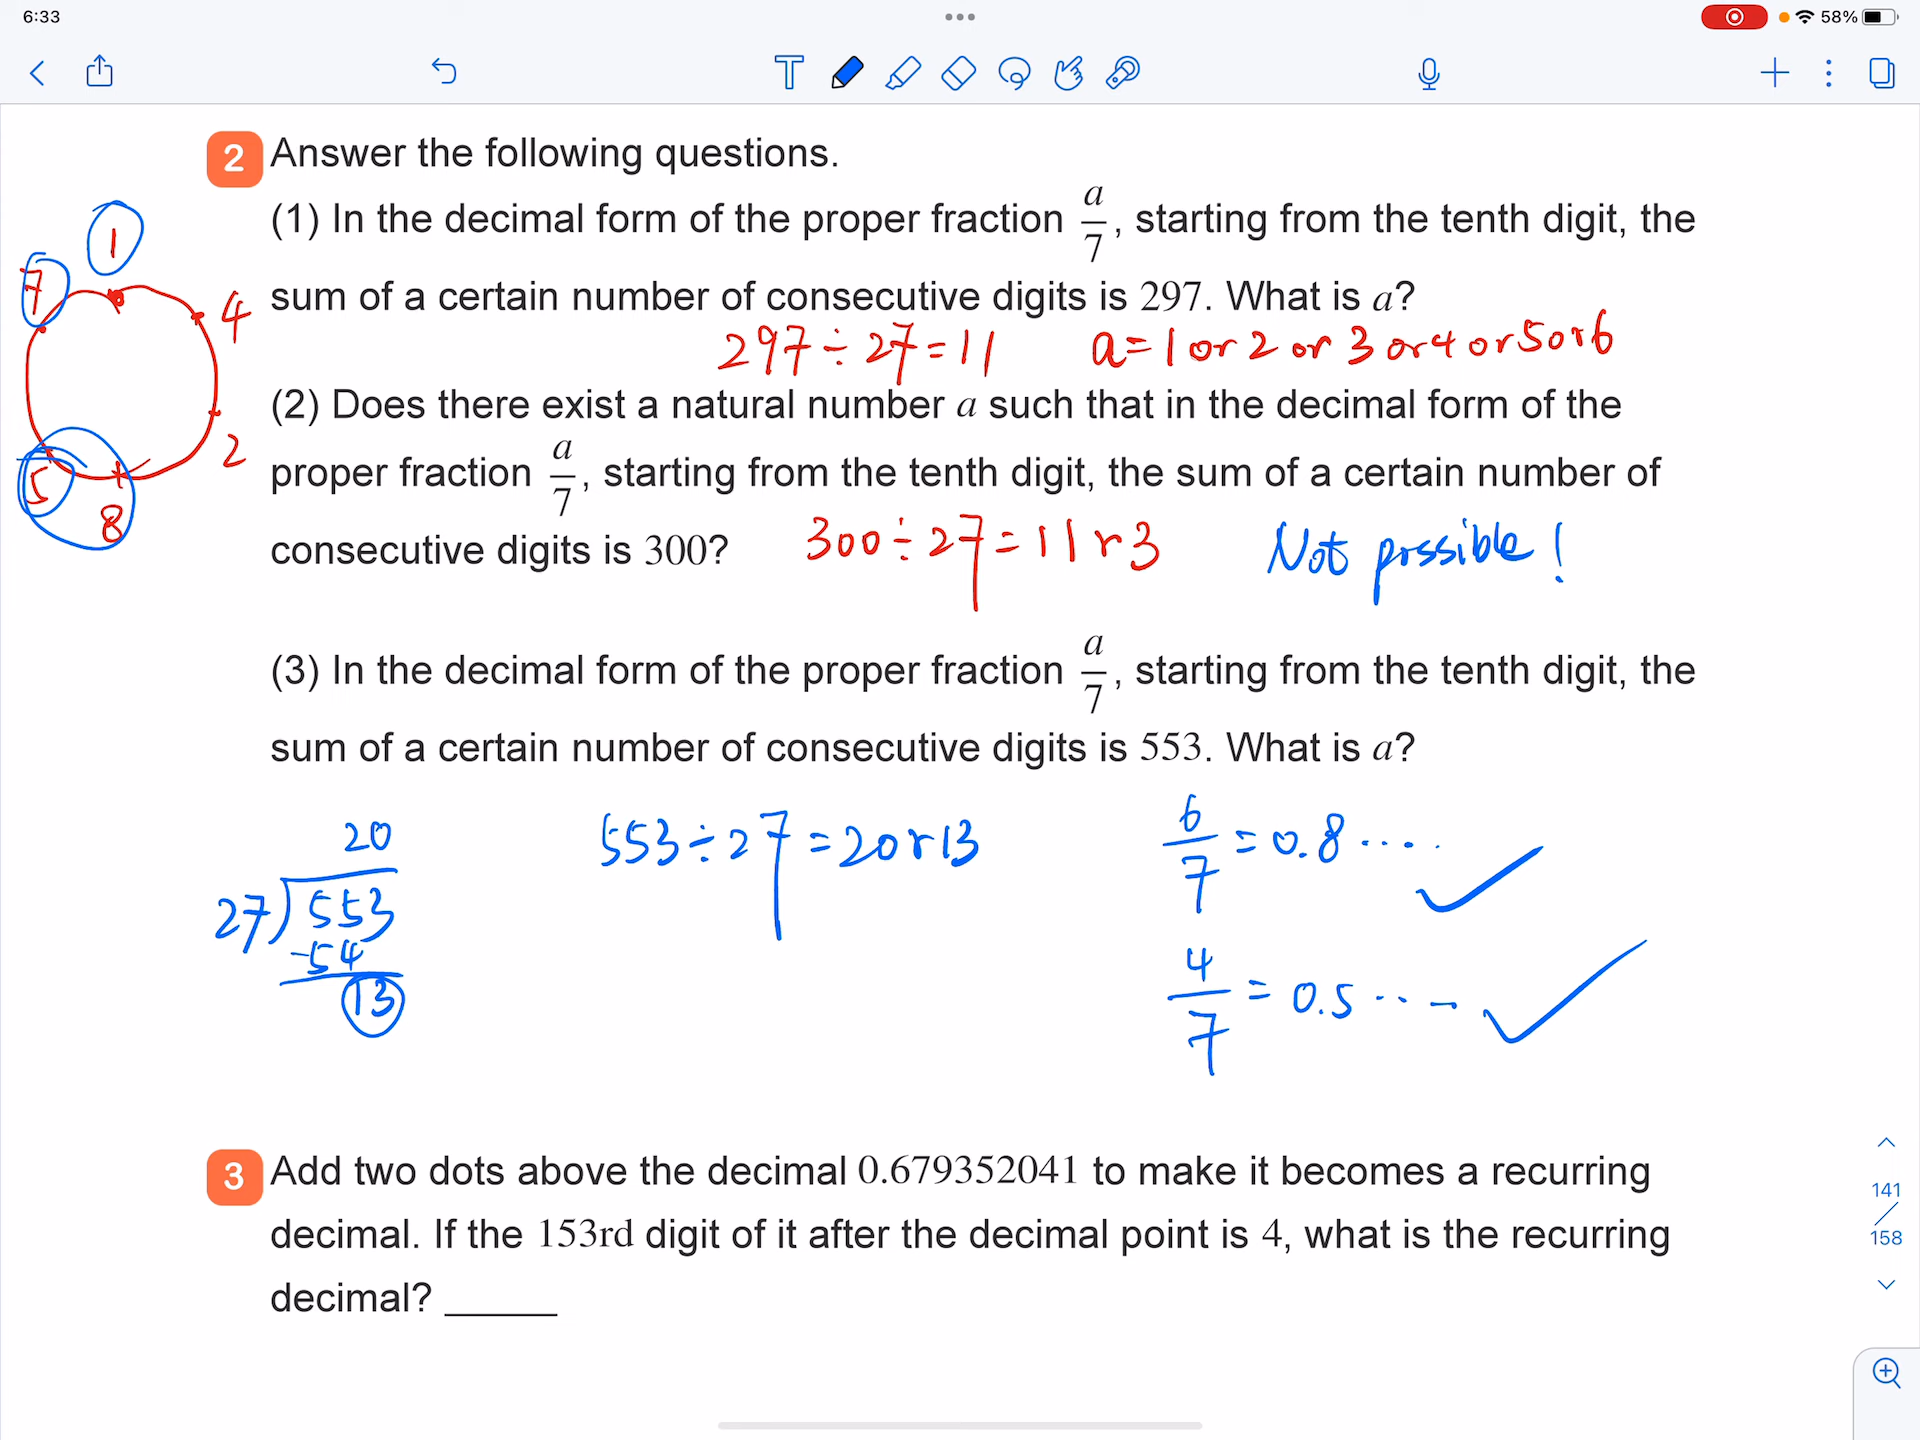 6:33
58%
2 Answer the following questions.
(1) In the decimal form of the proper fraction a/7, starting from the tenth digit, the
sum of a certain number of consecutive digits is 297. What is a?
297 ÷ 27 = 11 a = 1 or 2 or 3 or 4 or 5 or 6
(2) Does there exist a natural number a such that in the decimal form of the
proper fraction a/7, starting from the tenth digit, the sum of a certain number of
consecutive digits is 300? 300 ÷ 27 = 11 r 3 Not possible!
1
7
4
2
5
8
(3) In the decimal form of the proper fraction a/7, starting from the tenth digit, the
sum of a certain number of consecutive digits is 553. What is a?
20
27)553
-54
13
553 ÷ 27 = 20 r 13
6/7 = 0.8 ....
4/7 = 0.5 ...
3 Add two dots above the decimal 0.679352041 to make it becomes a recurring
decimal. If the 153rd digit of it after the decimal point is 4, what is the recurring
decimal? ______
141
/
158